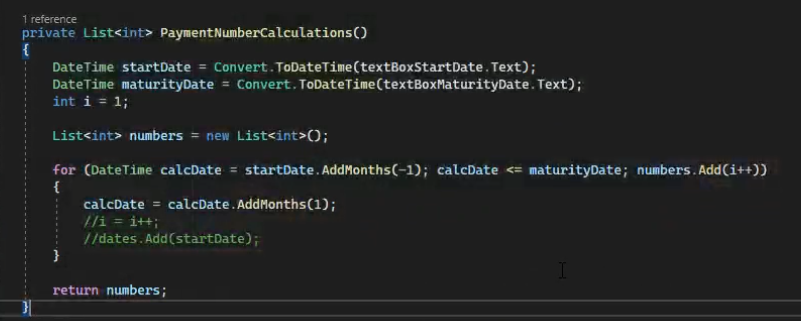 1 reference
private List<int> PaymentNumberCalculations()
{
DateTime startDate = Convert.ToDateTime(textBoxStartDate.Text);
DateTime maturityDate = Convert.ToDateTime(textBoxMaturityDate.Text);
int i = 1;
List<int> numbers = new List<int>();
for (DateTime calcDate = startDate.AddMonths(-1); calcDate <= maturityDate; numbers.Add(i++))
{
calcDate = calcDate.AddMonths(1);
//i = i++;
//dates.Add(startDate);
}
return numbers;
}